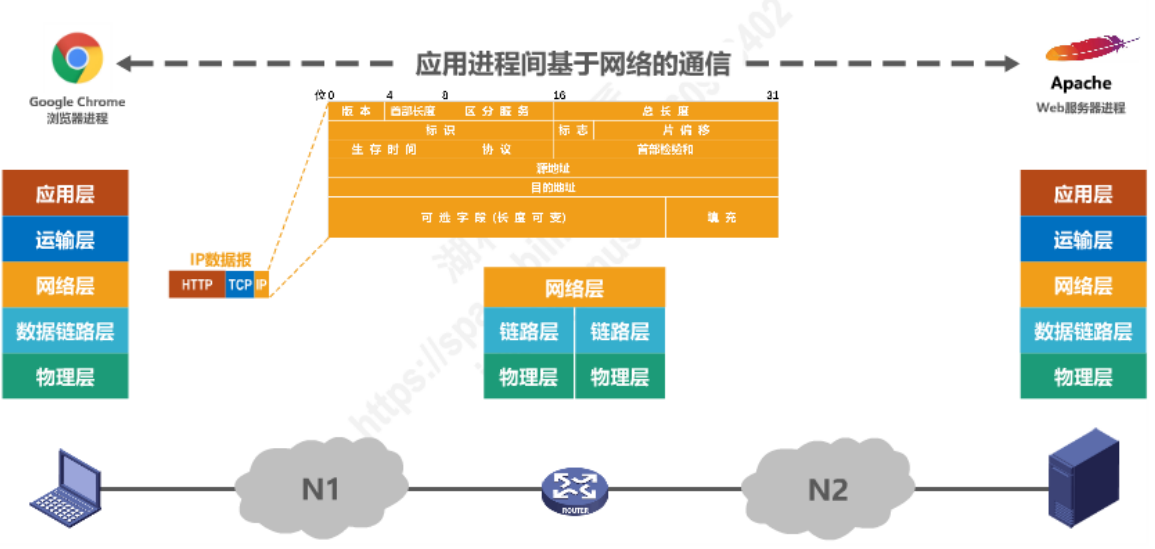 应用进程间基于网络的通信
Google Chrome
浏览器进程
Apache
Web服务器进程
位 0 4 8 16 31
版本 首部长度 区分服务 总长度
标识 标志 片偏移
生存时间 协议 首部检验和
源地址
目的地址
可选字段(长度可变) 填充
IP数据报
HTTP TCP IP
应用层
运输层
网络层
数据链路层
物理层
网络层
链路层 链路层
物理层 物理层
应用层
运输层
网络层
数据链路层
物理层
N1
ROUTER
N2